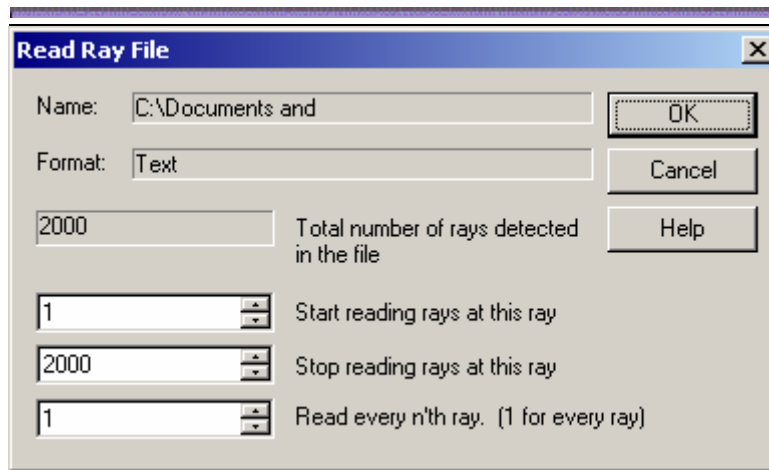 Read Ray File
Name: C:\Documents and
OK
Format: Text
Cancel
2000 Total number of rays detected
in the file
Help
1 Start reading rays at this ray
2000 Stop reading rays at this ray
1 Read every n'th ray. (1 for every ray)